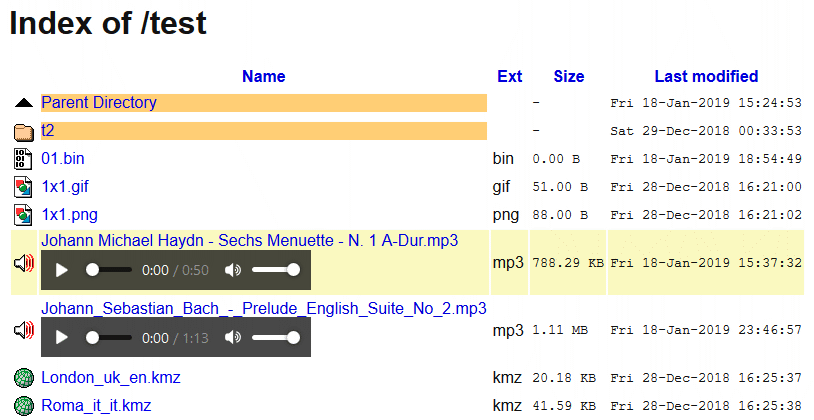 Index of /test
Name Ext Size Last modified
Parent Directory - Fri 18-Jan-2019 15:24:53
t2 - Sat 29-Dec-2018 00:33:53
01.bin bin 0.00 B Fri 18-Jan-2019 18:54:49
1x1.gif gif 51.00 B Fri 28-Dec-2018 16:21:00
1x1.png png 88.00 B Fri 28-Dec-2018 16:21:02
Johann Michael Haydn - Sechs Menuette - N. 1 A-Dur.mp3
mp3 788.29 KB Fri 18-Jan-2019 15:37:32
0:00 / 0:50
Johann_Sebastian_Bach_-_Prelude_English_Suite_No_2.mp3
mp3 1.11 MB Fri 18-Jan-2019 23:46:57
0:00 / 1:13
London_uk_en.kmz kmz 20.18 KB Fri 28-Dec-2018 16:25:37
Roma_it_it.kmz kmz 41.59 KB Fri 28-Dec-2018 16:25:38